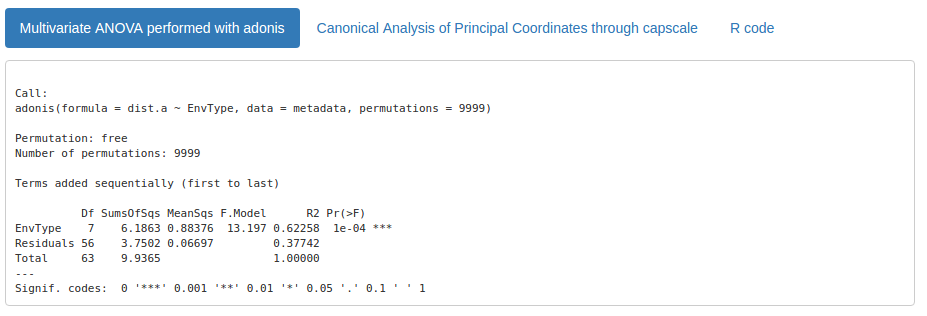 Multivariate ANOVA performed with adonis Canonical Analysis of Principal Coordinates through capscale R code
Call:
adonis(formula = dist.a ~ EnvType, data = metadata, permutations = 9999)
Permutation: free
Number of permutations: 9999
Terms added sequentially (first to last)
Df SumsOfSqs MeanSqs F.Model R2 Pr(>F)
EnvType 7 6.1863 0.88376 13.197 0.62258 1e-04 ***
Residuals 56 3.7502 0.06697 0.37742
Total 63 9.9365 1.00000
---
Signif. codes: 0 '***' 0.001 '**' 0.01 '*' 0.05 '.' 0.1 ' ' 1